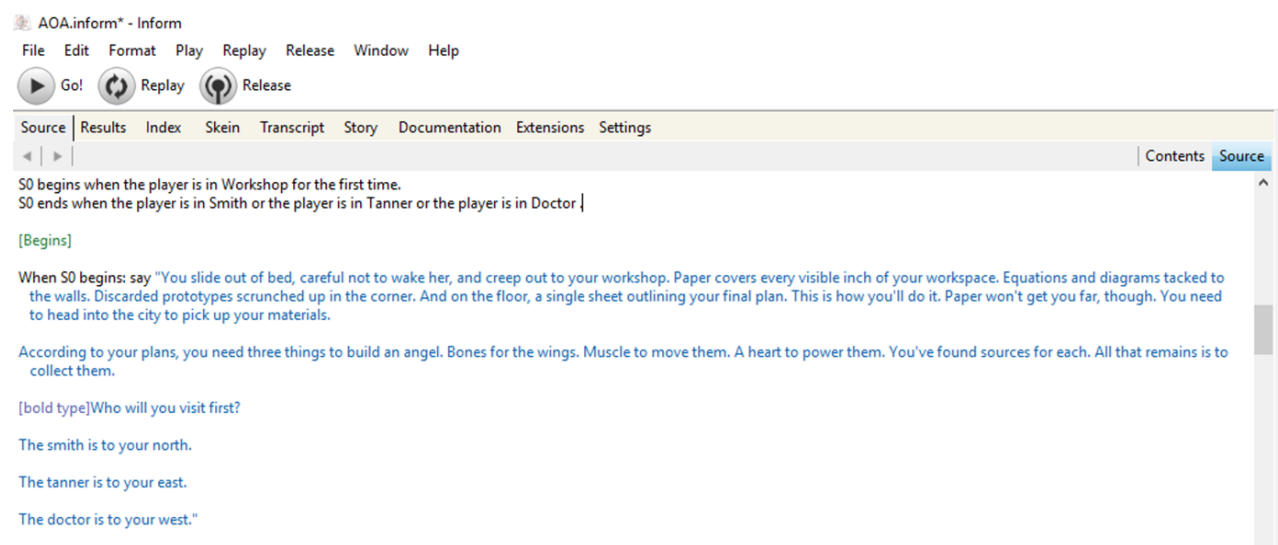 AOA.inform* - Inform
File Edit Format Play Replay Release Window Help
Go! Replay Release
Source Results Index Skein Transcript Story Documentation Extensions Settings
Contents Source
S0 begins when the player is in Workshop for the first time.
S0 ends when the player is in Smith or the player is in Tanner or the player is in Doctor .
[Begins]
When S0 begins: say "You slide out of bed, careful not to wake her, and creep out to your workshop. Paper covers every visible inch of your workspace. Equations and diagrams tacked to
the walls. Discarded prototypes scrunched up in the corner. And on the floor, a single sheet outlining your final plan. This is how you'll do it. Paper won't get you far, though. You need
to head into the city to pick up your materials.
According to your plans, you need three things to build an angel. Bones for the wings. Muscle to move them. A heart to power them. You've found sources for each. All that remains is to
collect them.
[bold type]Who will you visit first?
The smith is to your north.
The tanner is to your east.
The doctor is to your west."